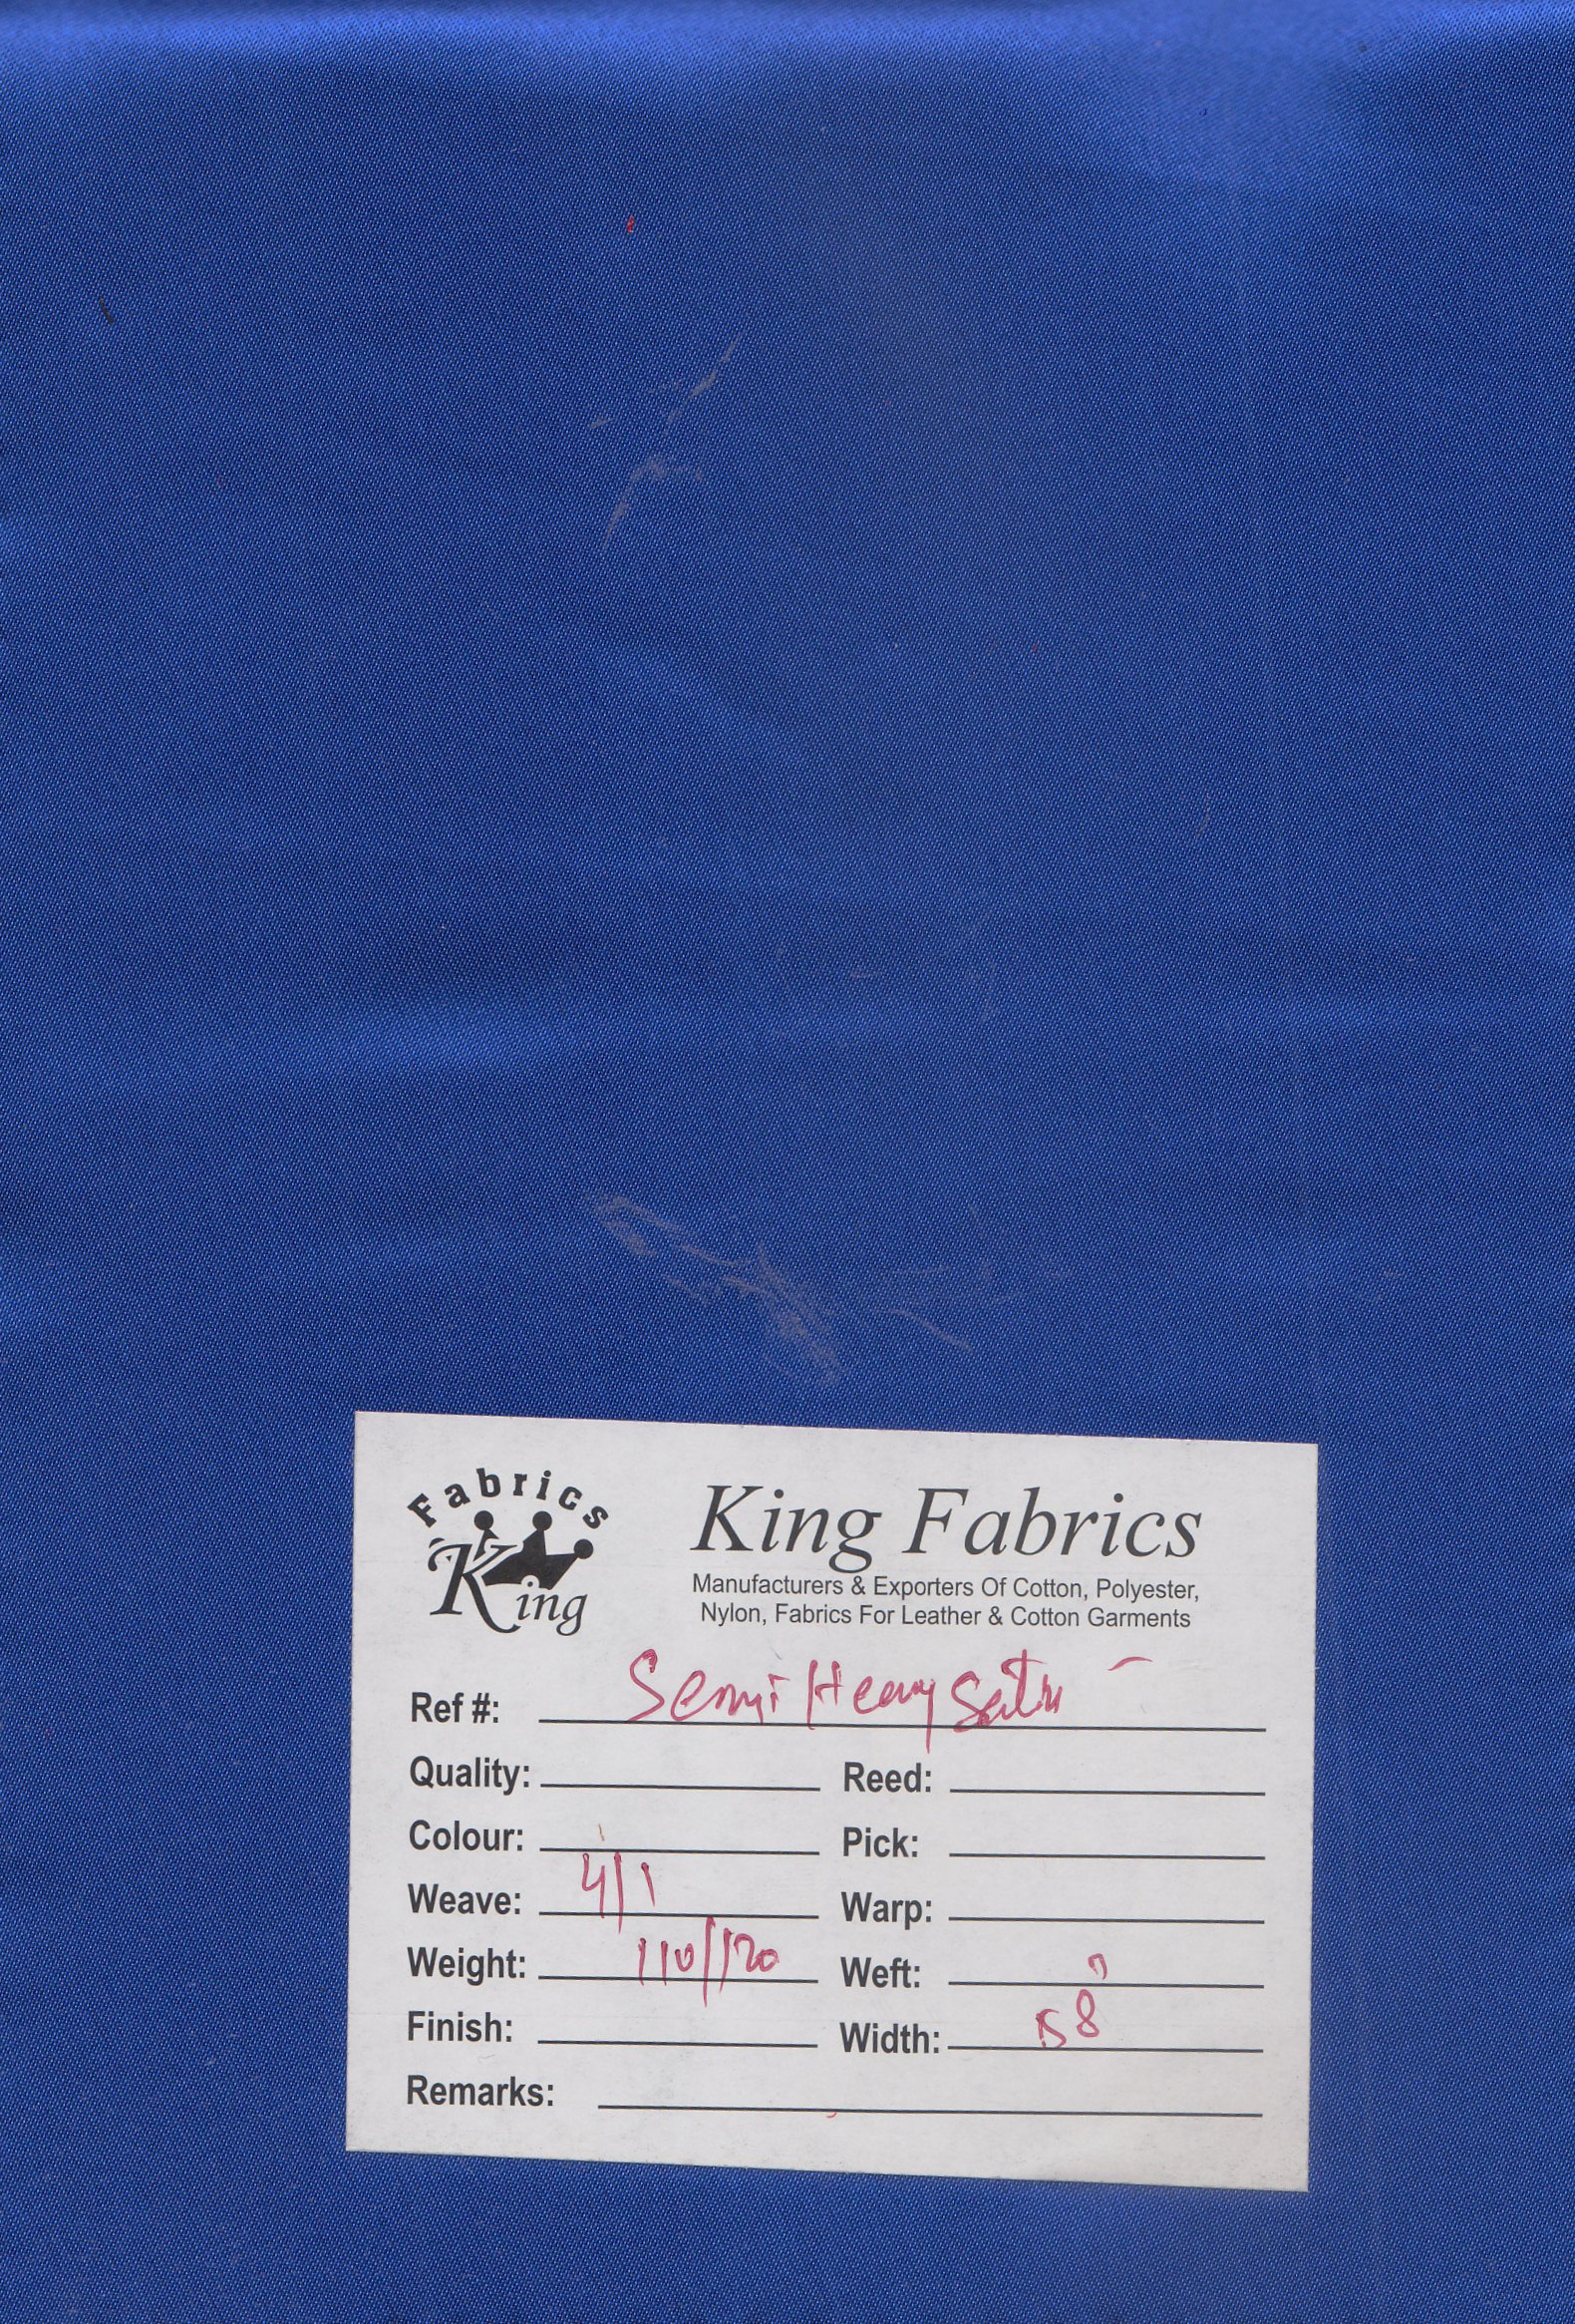 Fabrics
King
King Fabrics
Manufacturers & Exporters Of Cotton, Polyester,
Nylon, Fabrics For Leather & Cotton Garments
Ref #: Semi Heavy Satin
Quality: Reed:
Colour: Pick:
Weave: 4/1 Warp:
Weight: 110/120 Weft:
Finish: Width: 58"
Remarks: